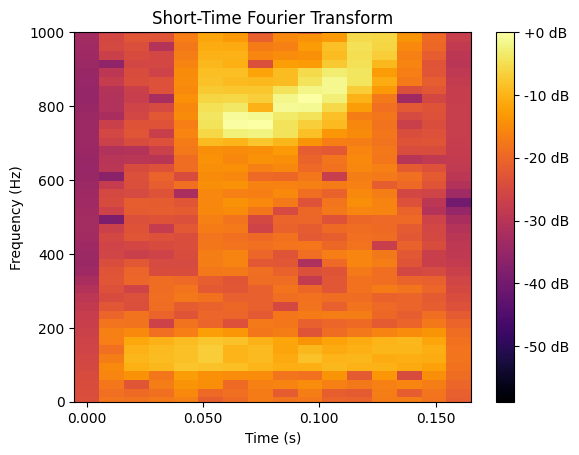 Short-Time Fourier Transform
1000
800
600
400
200
0
Frequency (Hz)
0.000
0.050
0.100
0.150
Time (s)
+0 dB
-10 dB
-20 dB
-30 dB
-40 dB
-50 dB